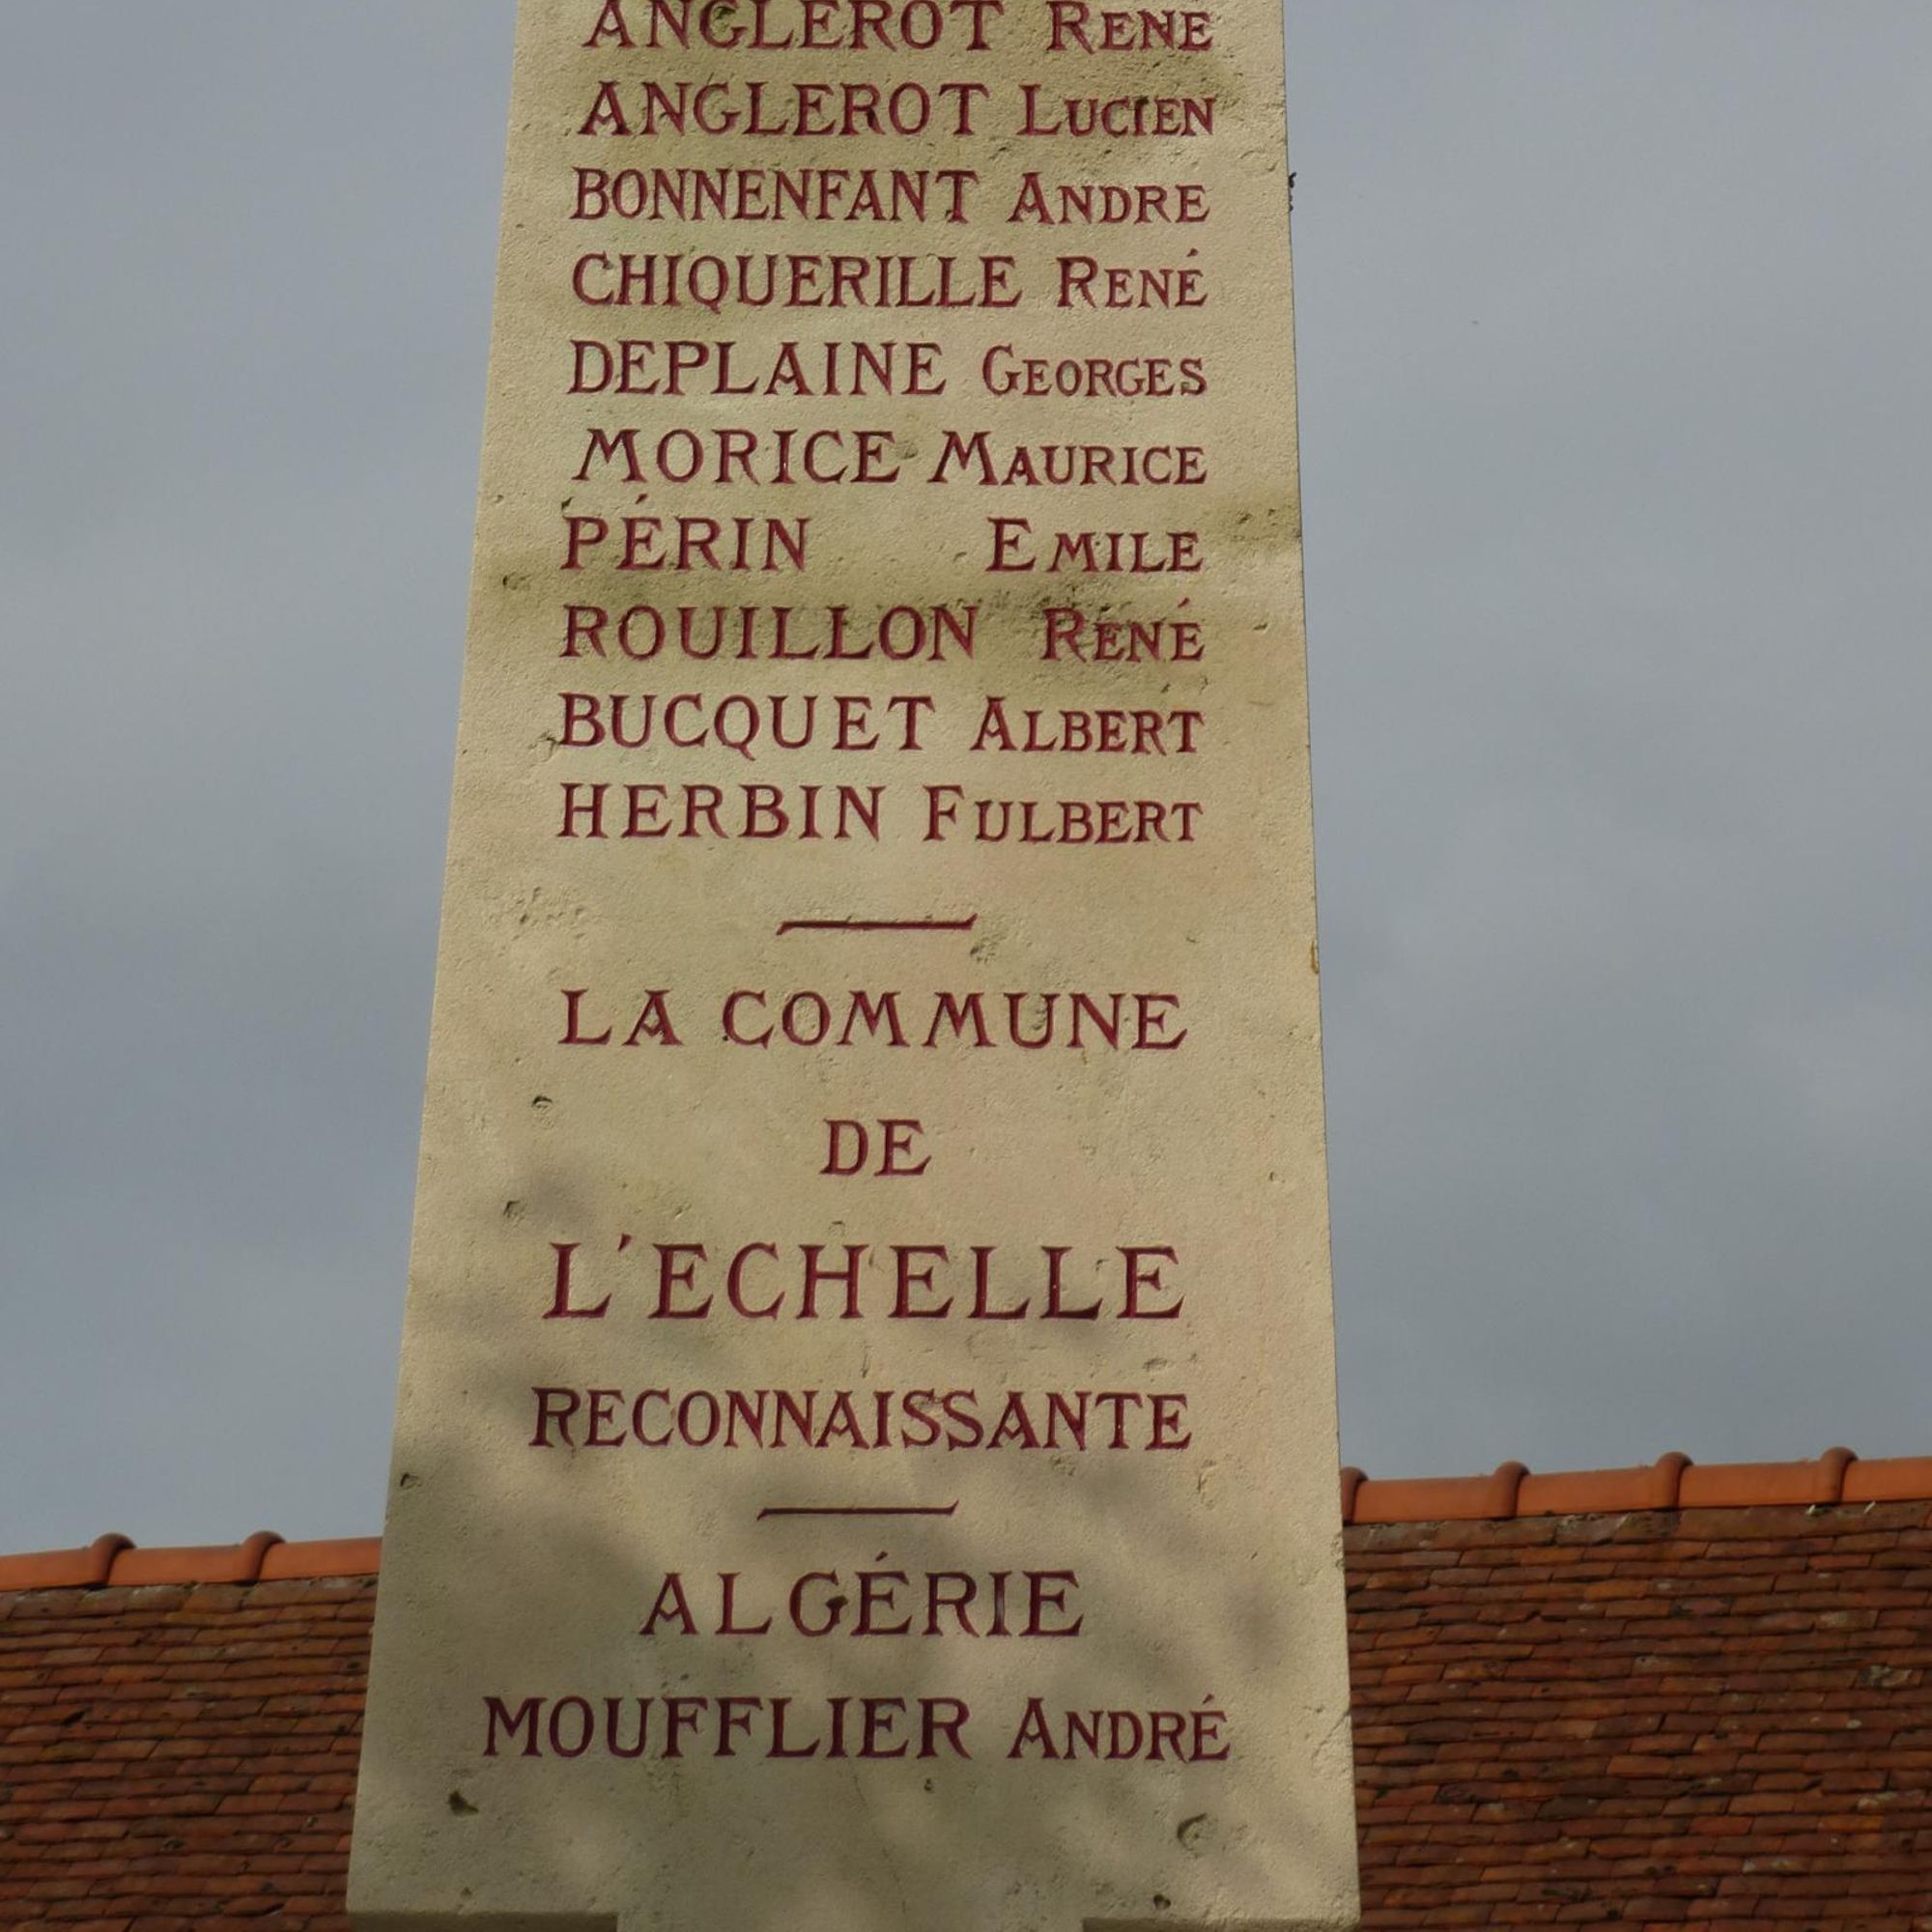 ANGLEROT RENE
ANGLEROT LUCIEN
BONNENFANT ANDRE
CHIQUERILLE RENÉ
DEPLAINE GEORGES
MORICE MAURICE
PÉRIN EMILE
ROUILLON RENÉ
BUCQUET ALBERT
HERBIN FULBERT
LA COMMUNE
DE
L'ECHELLE
RECONNAISSANTE
ALGÉRIE
MOUFFLIER ANDRÉ